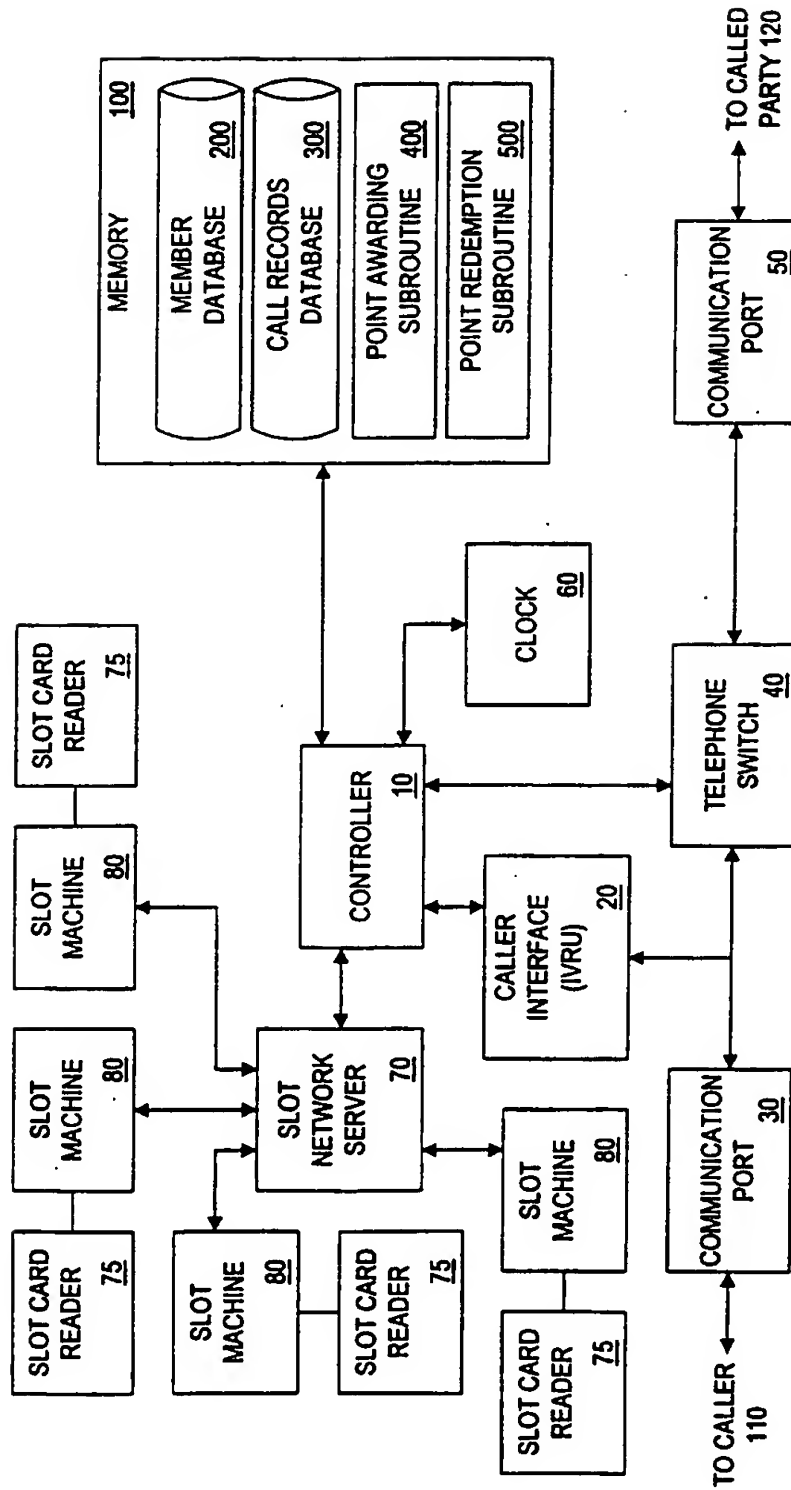 SLOT CARD
READER
75
SLOT
MACHINE
80
SLOT CARD
READER
75
SLOT
MACHINE
80
SLOT
MACHINE
80
SLOT CARD
READER
75
SLOT
NETWORK
SERVER
70
SLOT
MACHINE
80
SLOT CARD
READER
75
CONTROLLER
10
CLOCK
60
MEMORY
100
MEMBER
DATABASE
200
CALL RECORDS
DATABASE
300
POINT AWARDING
SUBROUTINE
400
POINT REDEMPTION
SUBROUTINE
500
CALLER
INTERFACE
(IVRU)
20
TO CALLER
110
COMMUNICATION
PORT
30
TELEPHONE
SWITCH
40
COMMUNICATION
PORT
50
TO CALLED
PARTY 120